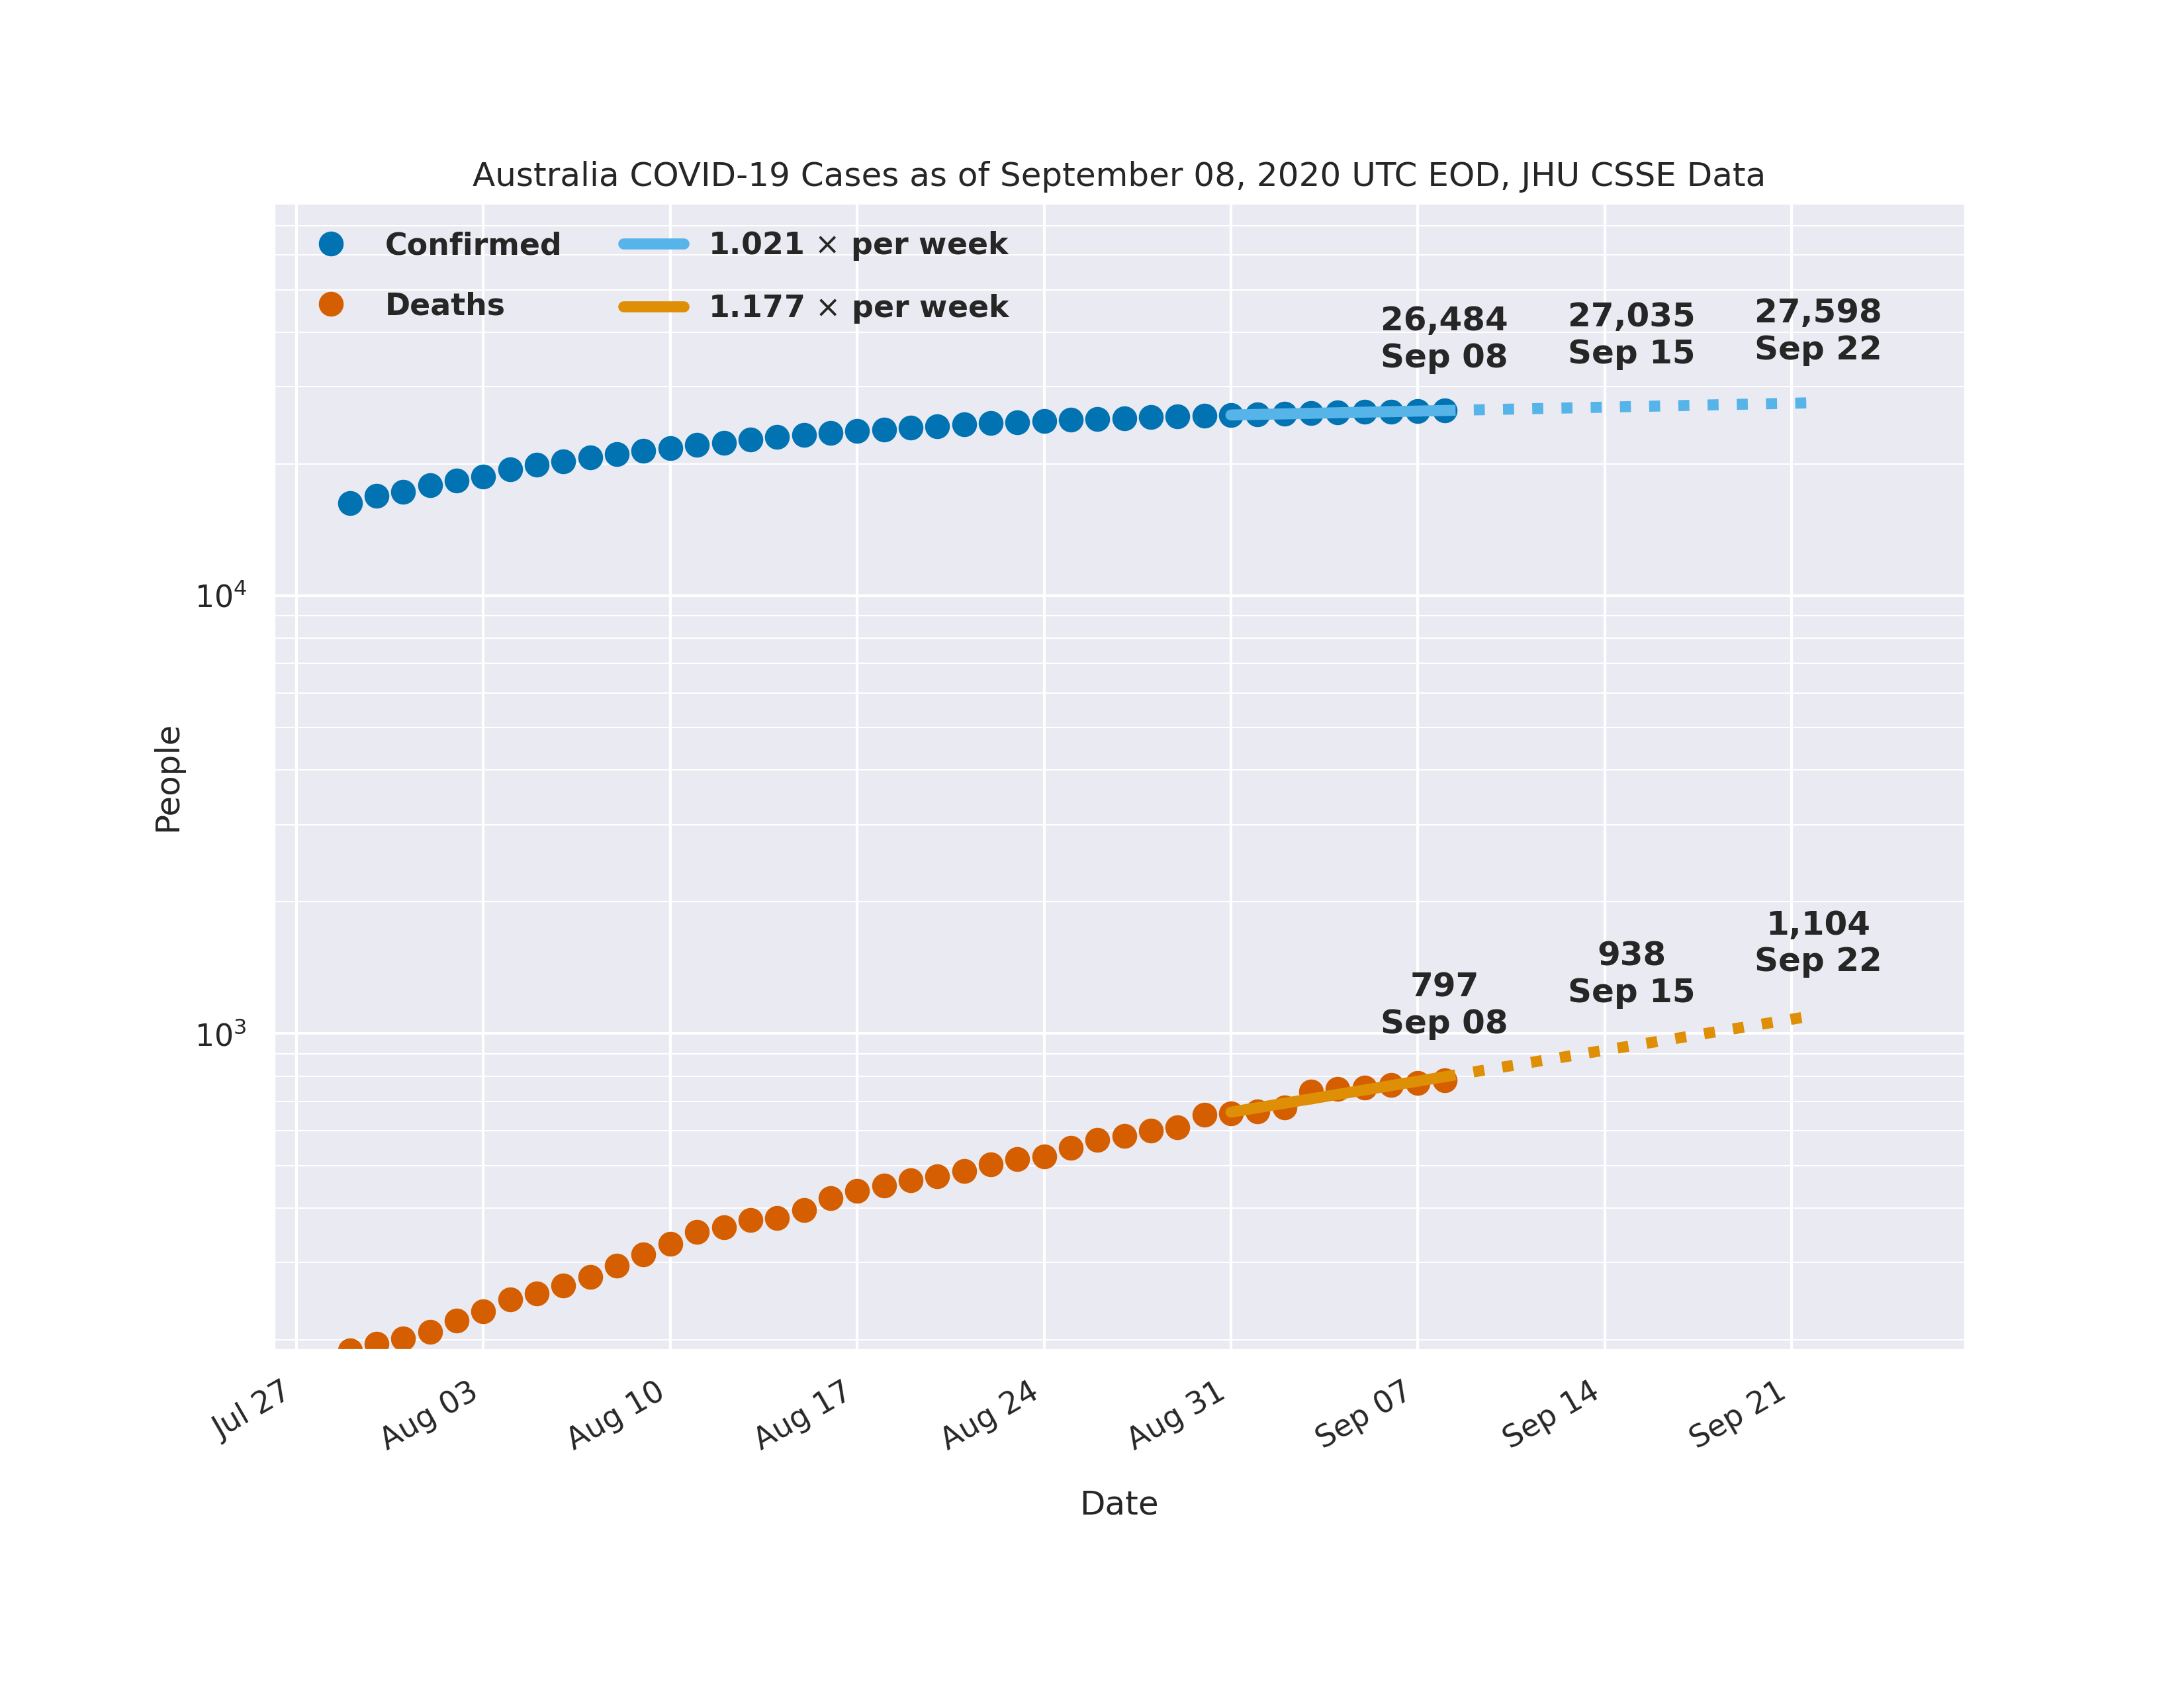 Australia COVID-19 Cases as of September 08, 2020 UTC EOD, JHU CSSE Data
Confirmed
Deaths
1.021 × per week
1.177 × per week
26,484
Sep 08
27,035
Sep 15
27,598
Sep 22
10⁴
People
10³
797
Sep 08
938
Sep 15
1,104
Sep 22
Jul 27
Aug 03
Aug 10
Aug 17
Aug 24
Aug 31
Sep 07
Sep 14
Sep 21
Date